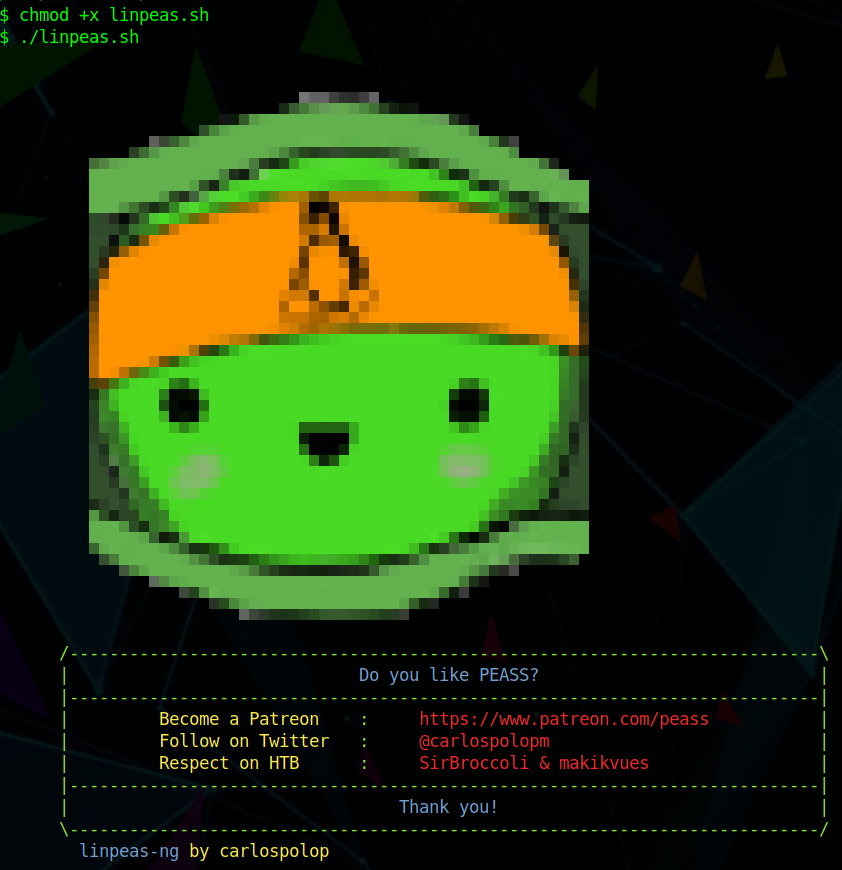 $ chmod +x linpeas.sh
$ ./linpeas.sh
/---------------------------------------------------------------------------\
|                             Do you like PEASS?                            |
|---------------------------------------------------------------------------|
|         Become a Patreon    :     https://www.patreon.com/peass           |
|         Follow on Twitter   :     @carlospolopm                           |
|         Respect on HTB      :     SirBroccoli & makikvues                 |
|---------------------------------------------------------------------------|
|                                 Thank you!                                |
\---------------------------------------------------------------------------/
linpeas-ng by carlospolop